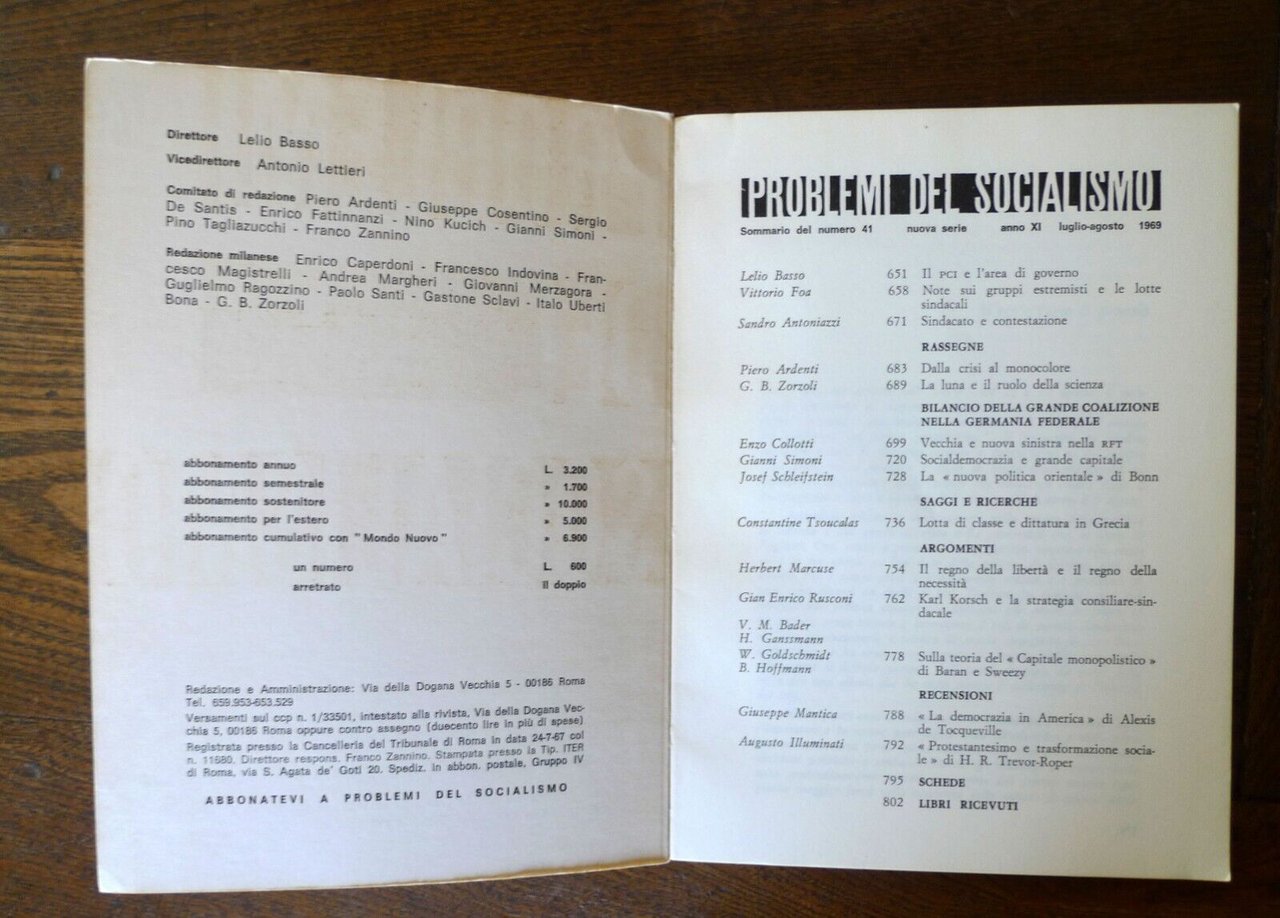 Direttore Lelio Basso
Vicedirettore Antonio Lettieri
Comitato di redazione Piero Ardenti - Giuseppe Cosentino - Sergio
De Santis - Enrico Fattinnanzi - Nino Kucich - Gianni Simoni -
Pino Tagliazucchi - Franco Zannino
Redazione milanese Enrico Caperdoni - Francesco Indovina - Fran-
cesco Magistrelli - Andrea Margheri - Giovanni Merzagora -
Guglielmo Ragozzino - Paolo Santi - Gastone Sclavi - Italo Uberti
Bona - G. B. Zorzoli
abbonamento annuo L. 3.200
abbonamento semestrale » 1.700
abbonamento sostenitore » 10.000
abbonamento per l'estero » 5.000
abbonamento cumulativo con "Mondo Nuovo" » 6.900
un numero L. 600
arretrato il doppio
Redazione e Amministrazione: Via della Dogana Vecchia 5 - 00186 Roma
Tel. 659.953-653.529
Versamenti sul ccp n. 1/33501, intestato alla rivista, Via della Dogana Vec-
chia 5, 00186 Roma oppure contro assegno (duecento lire in più di spese)
Registrata presso la Cancelleria del Tribunale di Roma in data 24-7-67 col
n. 11680. Direttore respons. Franco Zannino. Stampata presso la Tip. ITER
di Roma, via S. Agata de' Goti 20. Spediz. in abbon. postale, Gruppo IV
ABBONATEVI A PROBLEMI DEL SOCIALISMO
PROBLEMI DEL SOCIALISMO
Sommario del numero 41 nuova serie anno XI luglio-agosto 1969
Lelio Basso 651 Il PCI e l'area di governo
Vittorio Foa 658 Note sui gruppi estremisti e le lotte
sindacali
Sandro Antoniazzi 671 Sindacato e contestazione
RASSEGNE
Piero Ardenti 683 Dalla crisi al monocolore
G. B. Zorzoli 689 La luna e il ruolo della scienza
BILANCIO DELLA GRANDE COALIZIONE
NELLA GERMANIA FEDERALE
Enzo Collotti 699 Vecchia e nuova sinistra nella RFT
Gianni Simoni 720 Socialdemocrazia e grande capitale
Josef Schleifstein 728 La « nuova politica orientale » di Bonn
SAGGI E RICERCHE
Constantine Tsoucalas 736 Lotta di classe e dittatura in Grecia
ARGOMENTI
Herbert Marcuse 754 Il regno della libertà e il regno della
necessità
Gian Enrico Rusconi 762 Karl Korsch e la strategia consiliare-sin-
dacale
V. M. Bader
H. Ganssmann
W. Goldschmidt 778 Sulla teoria del « Capitale monopolistico »
B. Hoffmann di Baran e Sweezy
RECENSIONI
Giuseppe Mantica 788 « La democrazia in America » di Alexis
de Tocqueville
Augusto Illuminati 792 « Protestantesimo e trasformazione socia-
le » di H. R. Trevor-Roper
795 SCHEDE
802 LIBRI RICEVUTI